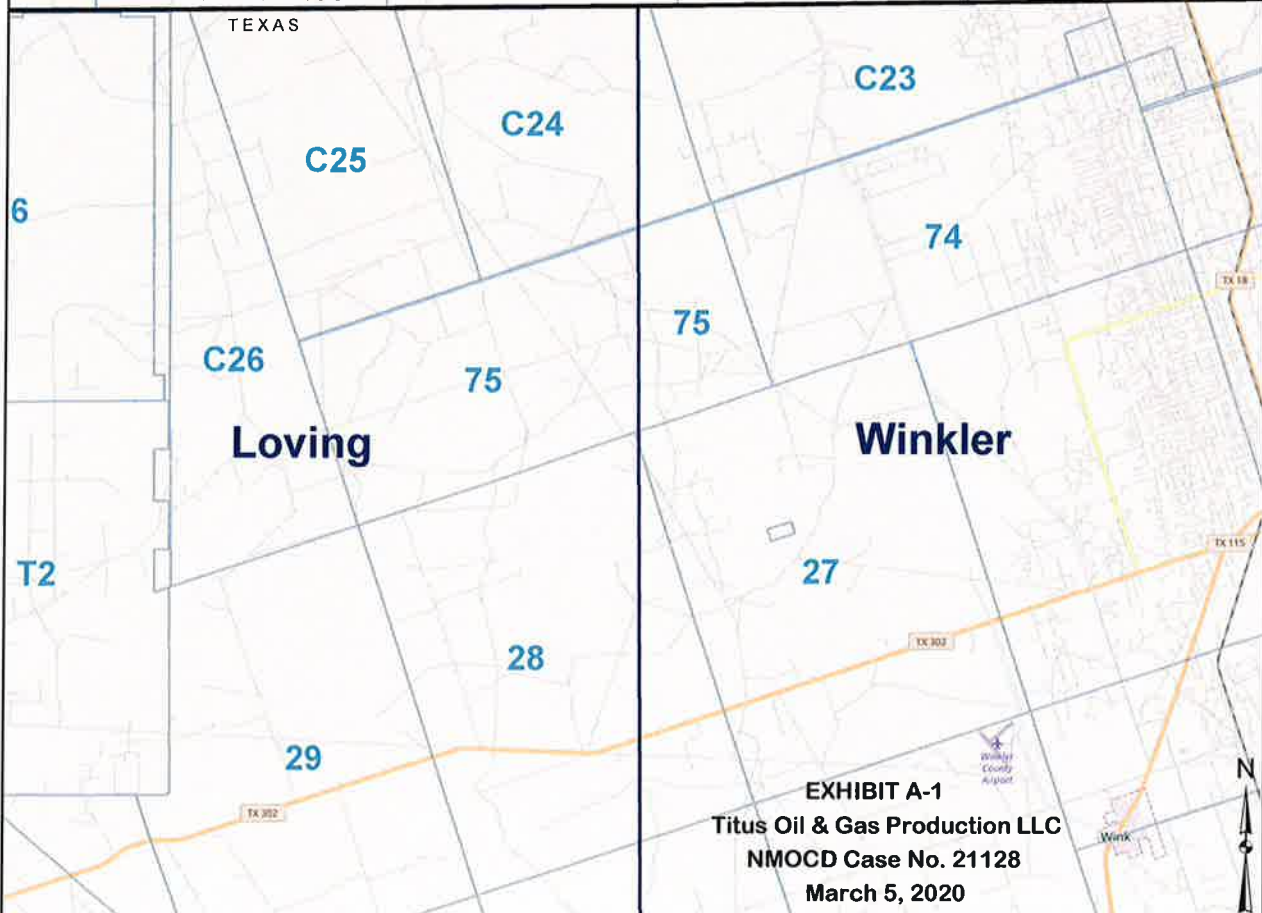 TEXAS
C23
C24
C25
6
74
TX 18
75
C26
75
Loving
Winkler
TX 115
T2
27
TX 302
28
Winkler
County
Airport
29
TX 302
N
EXHIBIT A-1
Titus Oil & Gas Production LLC
NMOCD Case No. 21128
March 5, 2020
Wink